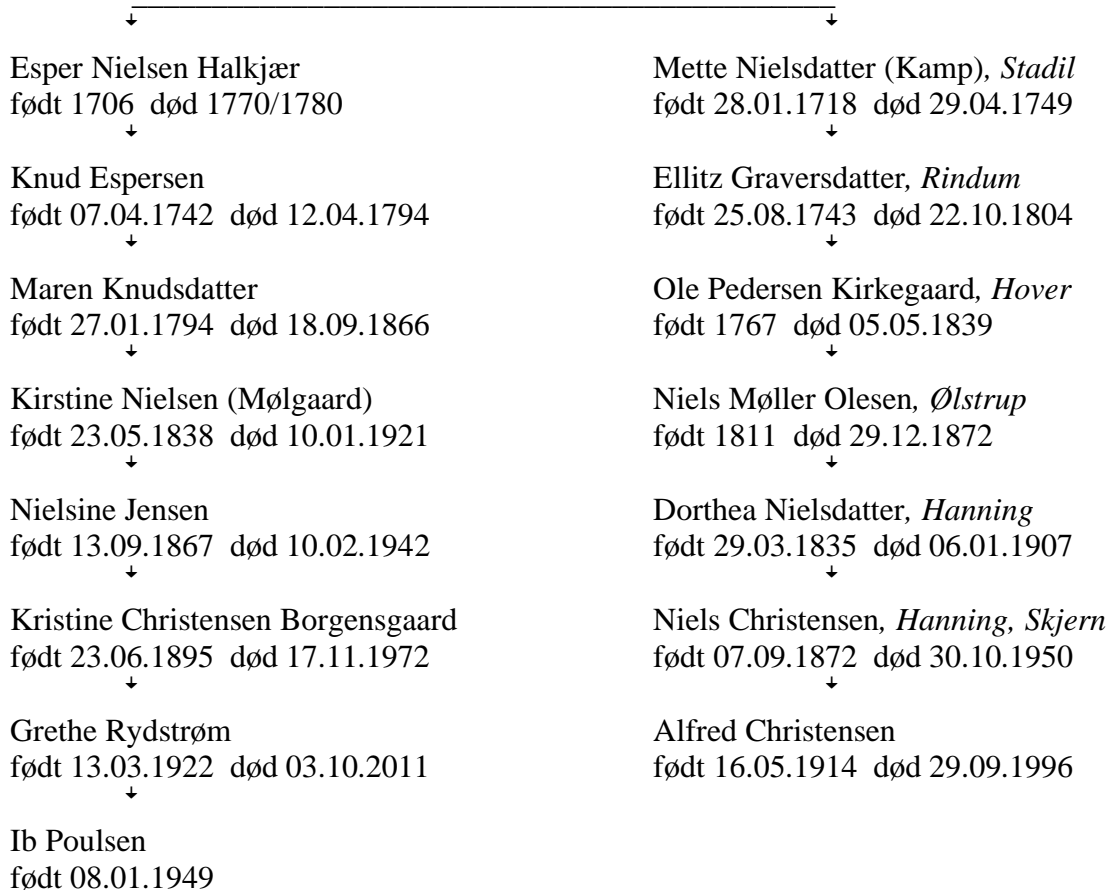 Esper Nielsen Halkjær
født 1706 død 1770/1780
Mette Nielsdatter (Kamp), Stadil
født 28.01.1718 død 29.04.1749
Knud Espersen
født 07.04.1742 død 12.04.1794
Ellitz Graversdatter, Rindum
født 25.08.1743 død 22.10.1804
Maren Knudsdatter
født 27.01.1794 død 18.09.1866
Ole Pedersen Kirkegaard, Hover
født 1767 død 05.05.1839
Kirstine Nielsen (Mølgaard)
født 23.05.1838 død 10.01.1921
Niels Møller Olesen, Ølstrup
født 1811 død 29.12.1872
Nielsine Jensen
født 13.09.1867 død 10.02.1942
Dorthea Nielsdatter, Hanning
født 29.03.1835 død 06.01.1907
Kristine Christensen Borgensgaard
født 23.06.1895 død 17.11.1972
Niels Christensen, Hanning, Skjern
født 07.09.1872 død 30.10.1950
Grethe Rydstrøm
født 13.03.1922 død 03.10.2011
Alfred Christensen
født 16.05.1914 død 29.09.1996
Ib Poulsen
født 08.01.1949